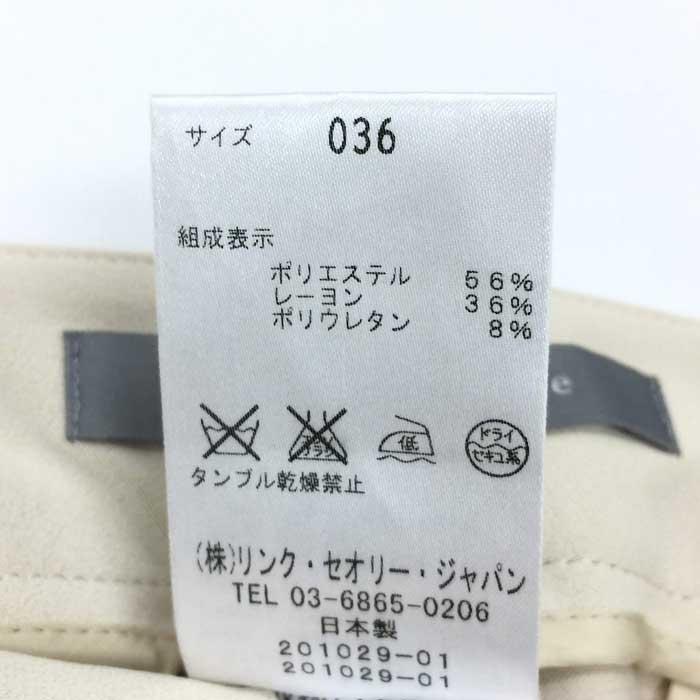 サイズ 036
組成表示
ポリエステル 56%
レーヨン 36%
ポリウレタン 8%
低
ドライ
セキユ系
タンブル乾燥禁止
(株)リンク・セオリー・ジャパン
TEL 03-6865-0206
日本製
201029-01
201029-01
e